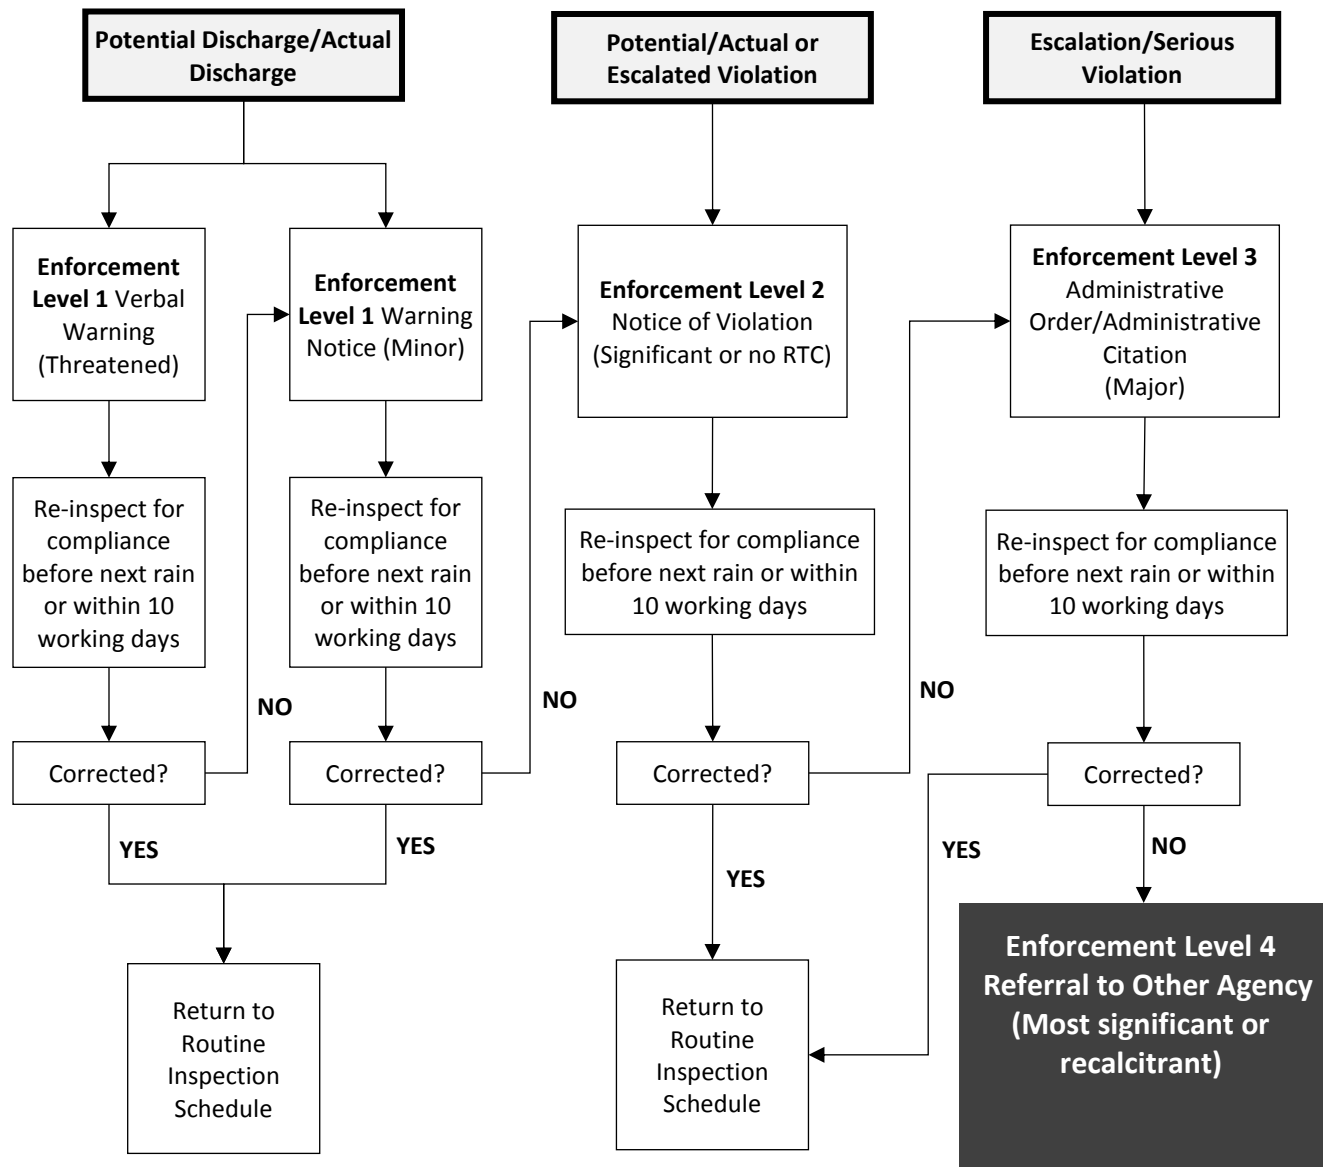 Potential Discharge/Actual
Discharge
Potential/Actual or
Escalated Violation
Escalation/Serious
Violation
Enforcement
Level 1 Verbal
Warning
(Threatened)
Enforcement
Level 1 Warning
Notice (Minor)
Enforcement Level 2
Notice of Violation
(Significant or no RTC)
Enforcement Level 3
Administrative
Order/Administrative
Citation
(Major)
Re-inspect for
compliance
before next rain
or within 10
working days
Re-inspect for
compliance
before next rain
or within 10
working days
Re-inspect for compliance
before next rain or within
10 working days
Re-inspect for compliance
before next rain or within
10 working days
NO
NO
NO
Corrected?
Corrected?
Corrected?
Corrected?
YES
YES
YES
YES
NO
Return to
Routine
Inspection
Schedule
Return to
Routine
Inspection
Schedule
Enforcement Level 4
Referral to Other Agency
(Most significant or
recalcitrant)